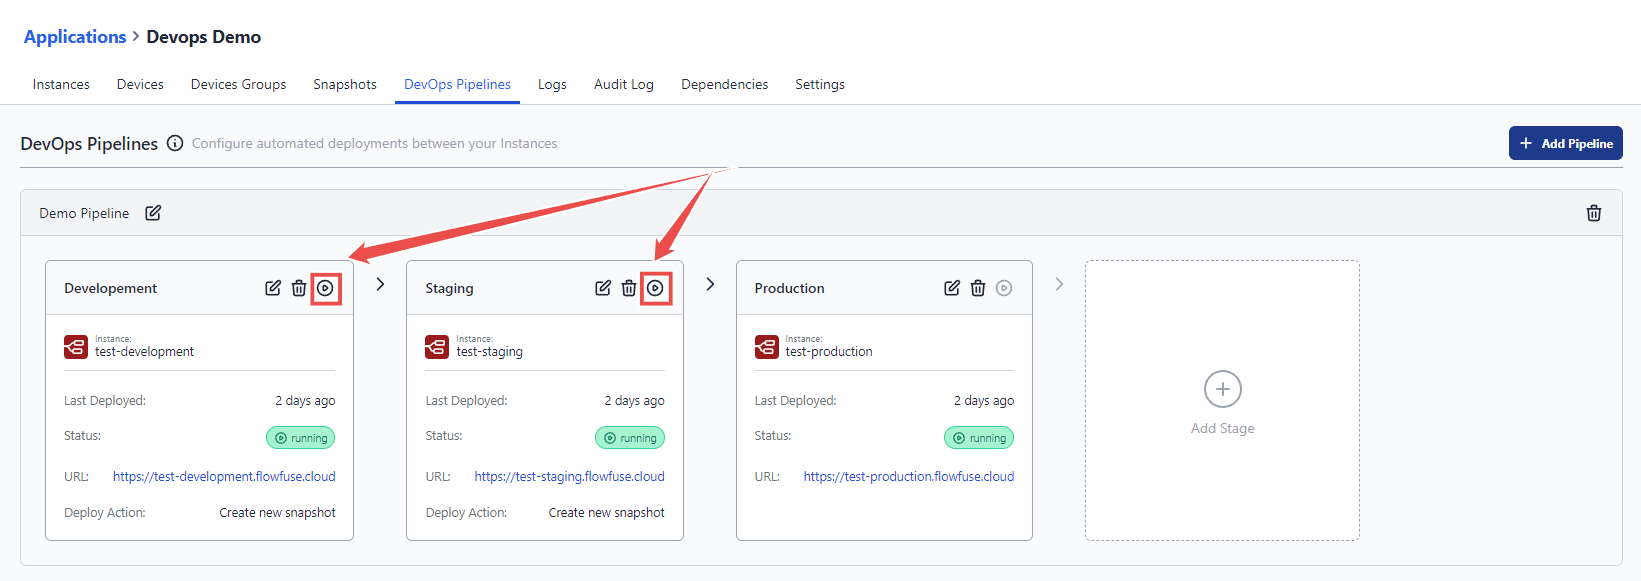 Applications > Devops Demo
Instances Devices Devices Groups Snapshots DevOps Pipelines Logs Audit Log Dependencies Settings
DevOps Pipelines Configure automated deployments between your Instances
+ Add Pipeline
Demo Pipeline
Developement
Instance:
test-development
Last Deployed: 2 days ago
Status: running
URL: https://test-development.flowfuse.cloud
Deploy Action: Create new snapshot
Staging
Instance:
test-staging
Last Deployed: 2 days ago
Status: running
URL: https://test-staging.flowfuse.cloud
Deploy Action: Create new snapshot
Production
Instance:
test-production
Last Deployed: 2 days ago
Status: running
URL: https://test-production.flowfuse.cloud
Add Stage